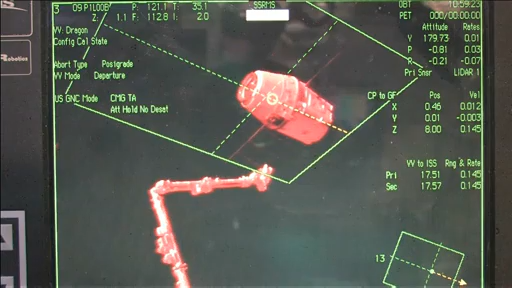 3 09 P1LOOB P: 121.1 T: 35.1
Z: 1.1 F: 112.8 I: 2.0
SSRMS
OBT 10:59:23
PET 000/00:00:00
VV: Dragon
Config Cal State
Abort Type Posigrade
VV Mode Departure
US GNC Mode CMG TA
Att Hold No Desat
Attitude Rates
Y 179.73 0.01
P -0.81 0.03
R -0.21 -0.07
Pri Snsr LIDAR 1
CP to GF Pos Vel
X 0.46 0.012
Y 0.01 -0.003
Z 8.00 0.145
VV to ISS Rng & Rate
Pri 17.51 0.145
Sec 17.57 0.145
13
Robotics